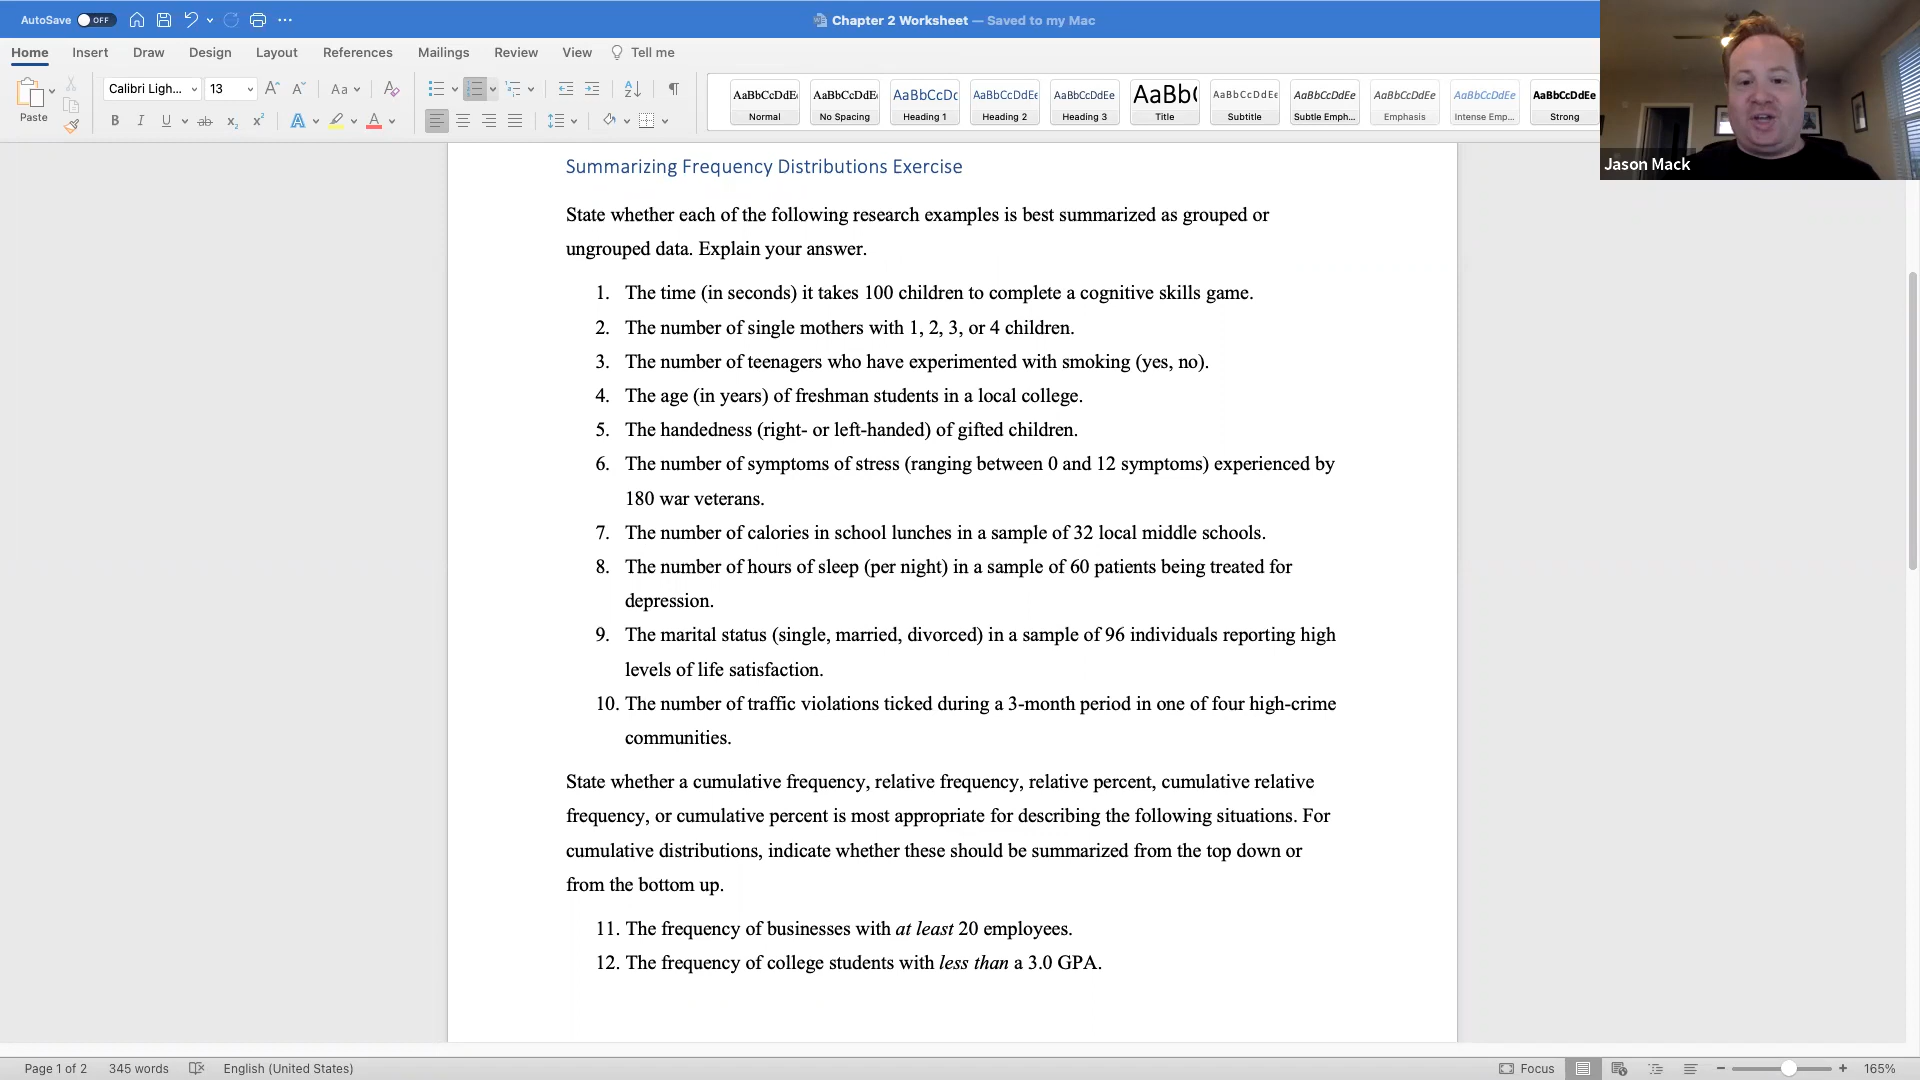 AutoSave OFF
Chapter 2 Worksheet — Saved to my Mac
Home Insert Draw Design Layout References Mailings Review View Tell me
Paste
Calibri Ligh... 13 Aa
B I U ab x2 x2 A A
AaBbCcDdE AaBbCcDdE AaBbCcDc AaBbCcDdEe AaBbCcDdEe AaBb( AaBbCcDdEe AaBbCcDdEe AaBbCcDdEe AaBbCcDdEe AaBbCcDdEe
Normal No Spacing Heading 1 Heading 2 Heading 3 Title Subtitle Subtle Emph... Emphasis Intense Emp... Strong
Jason Mack
Summarizing Frequency Distributions Exercise
State whether each of the following research examples is best summarized as grouped or
ungrouped data. Explain your answer.
1. The time (in seconds) it takes 100 children to complete a cognitive skills game.
2. The number of single mothers with 1, 2, 3, or 4 children.
3. The number of teenagers who have experimented with smoking (yes, no).
4. The age (in years) of freshman students in a local college.
5. The handedness (right- or left-handed) of gifted children.
6. The number of symptoms of stress (ranging between 0 and 12 symptoms) experienced by
180 war veterans.
7. The number of calories in school lunches in a sample of 32 local middle schools.
8. The number of hours of sleep (per night) in a sample of 60 patients being treated for
depression.
9. The marital status (single, married, divorced) in a sample of 96 individuals reporting high
levels of life satisfaction.
10. The number of traffic violations ticked during a 3-month period in one of four high-crime
communities.
State whether a cumulative frequency, relative frequency, relative percent, cumulative relative
frequency, or cumulative percent is most appropriate for describing the following situations. For
cumulative distributions, indicate whether these should be summarized from the top down or
from the bottom up.
11. The frequency of businesses with at least 20 employees.
12. The frequency of college students with less than a 3.0 GPA.
Page 1 of 2 345 words English (United States)
Focus 165%